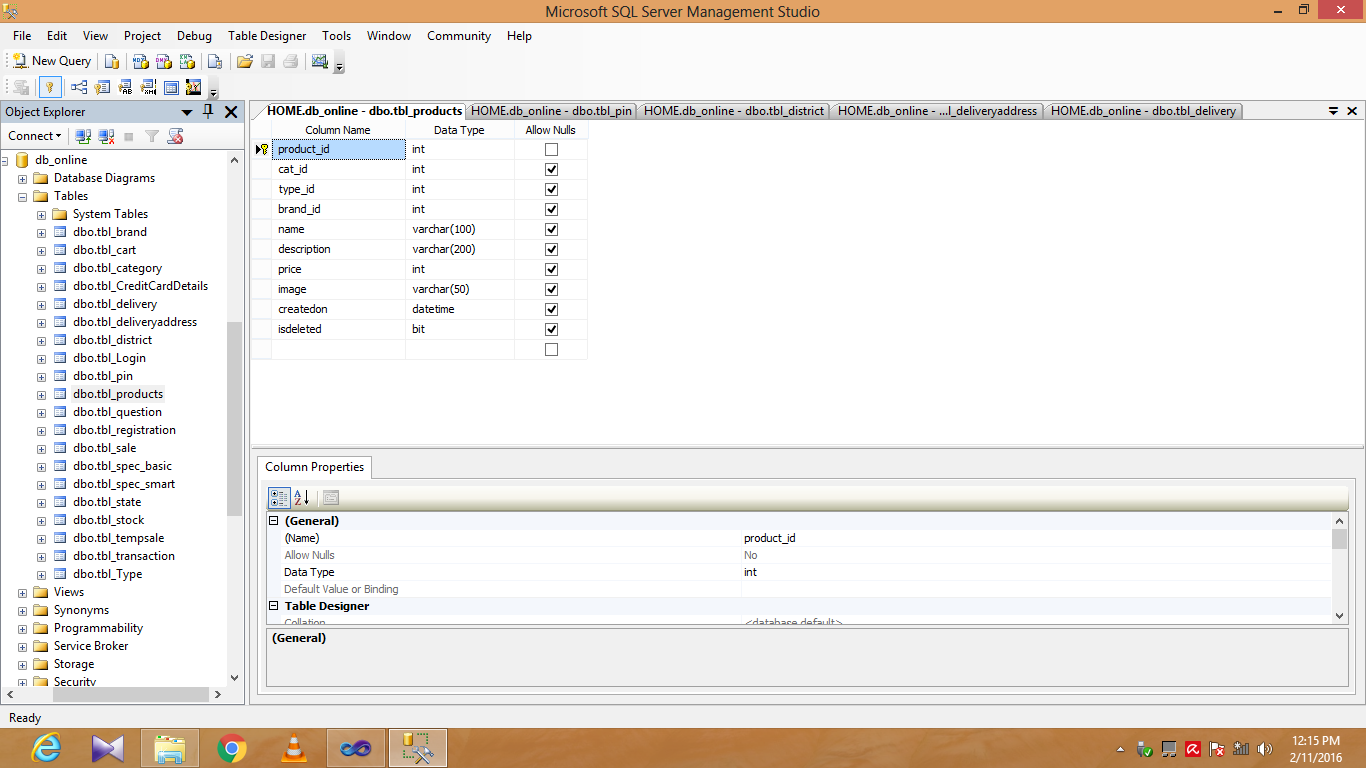 Microsoft SQL Server Management Studio
File Edit View Project Debug Table Designer Tools Window Community Help
New Query
Object Explorer
Connect
db_online
Database Diagrams
Tables
System Tables
dbo.tbl_brand
dbo.tbl_cart
dbo.tbl_category
dbo.tbl_CreditCardDetails
dbo.tbl_delivery
dbo.tbl_deliveryaddress
dbo.tbl_district
dbo.tbl_Login
dbo.tbl_pin
dbo.tbl_products
dbo.tbl_question
dbo.tbl_registration
dbo.tbl_sale
dbo.tbl_spec_basic
dbo.tbl_spec_smart
dbo.tbl_state
dbo.tbl_stock
dbo.tbl_tempsale
dbo.tbl_transaction
dbo.tbl_Type
Views
Synonyms
Programmability
Service Broker
Storage
Security
HOME.db_online - dbo.tbl_products HOME.db_online - dbo.tbl_pin HOME.db_online - dbo.tbl_district HOME.db_online - ...l_deliveryaddress HOME.db_online - dbo.tbl_delivery
Column Name Data Type Allow Nulls
product_id int
cat_id int
type_id int
brand_id int
name varchar(100)
description varchar(200)
price int
image varchar(50)
createdon datetime
isdeleted bit
Column Properties
(General)
(Name) product_id
Allow Nulls No
Data Type int
Default Value or Binding
Table Designer
Collation <database default>
(General)
Ready
12:15 PM
2/11/2016